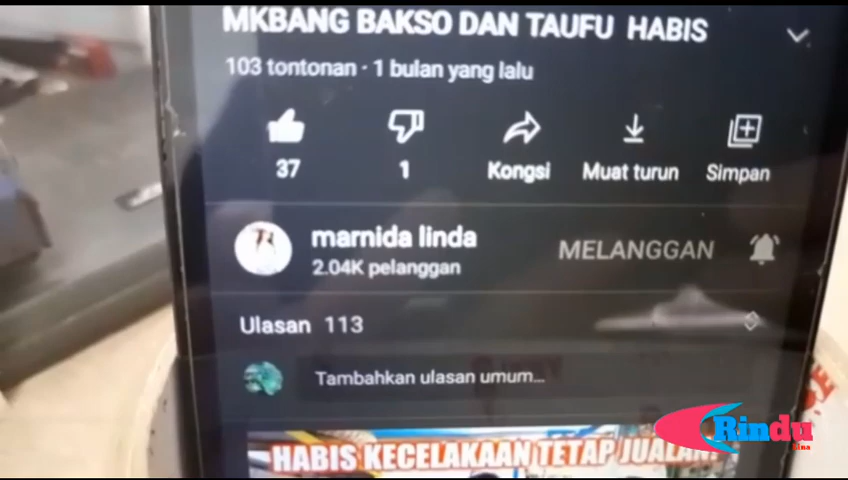 MKBANG BAKSO DAN TAUFU HABIS
103 tontonan · 1 bulan yang lalu
37
1
Kongsi
Muat turun
Simpan
marnida linda
2.04K pelanggan
MELANGGAN
Ulasan 113
Tambahkan ulasan umum...
HABIS KECELAKAAN TETAP JUALAN
Rindu